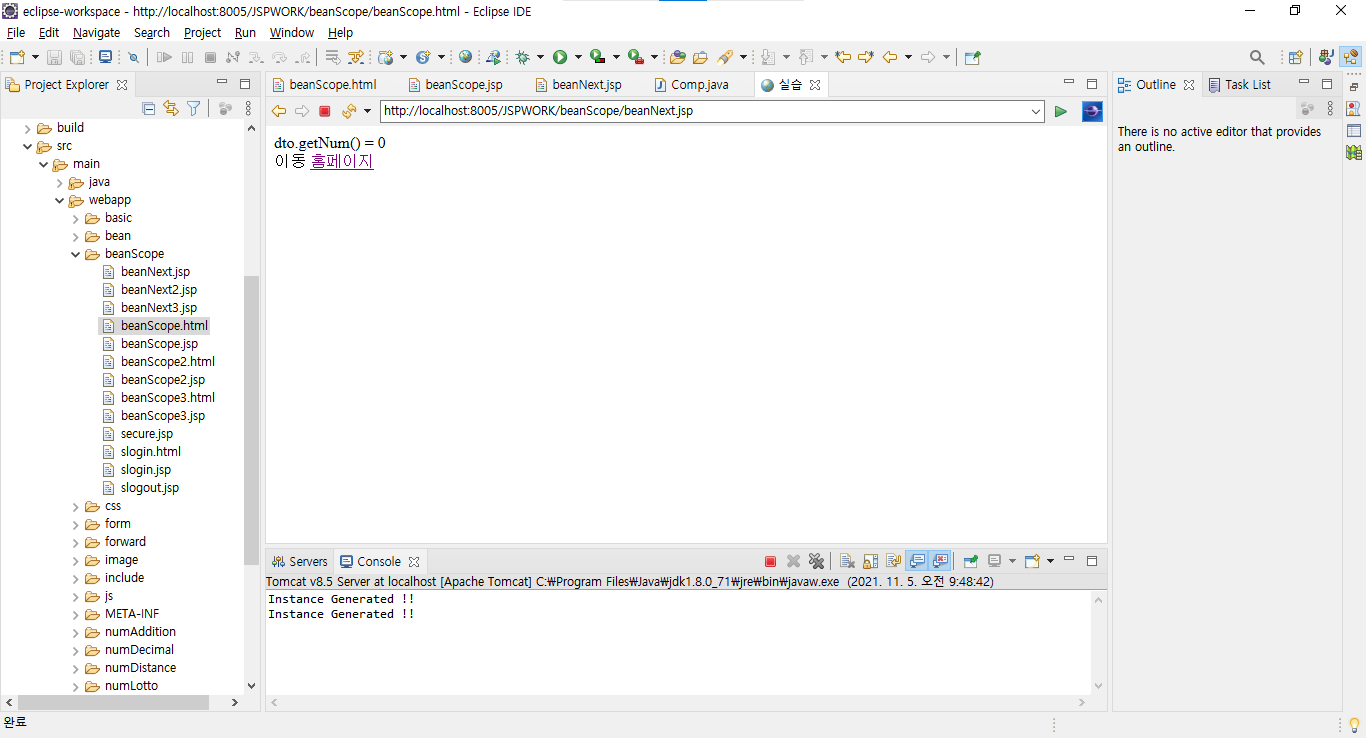 eclipse-workspace - http://localhost:8005/JSPWORK/beanScope/beanScope.html - Eclipse IDE
File Edit Navigate Search Project Run Window Help
Project Explorer
beanScope.html beanScope.jsp beanNext.jsp Comp.java 실습
Outline Task List
http://localhost:8005/JSPWORK/beanScope/beanNext.jsp
There is no active editor that provides
an outline.
dto.getNum() = 0
이동 홈페이지
build
src
main
java
webapp
basic
bean
beanScope
beanNext.jsp
beanNext2.jsp
beanNext3.jsp
beanScope.html
beanScope.jsp
beanScope2.html
beanScope2.jsp
beanScope3.html
beanScope3.jsp
secure.jsp
slogin.html
slogin.jsp
slogout.jsp
css
form
forward
image
include
js
META-INF
numAddition
numDecimal
numDistance
numLotto
Servers Console
Tomcat v8.5 Server at localhost [Apache Tomcat] C:₩Program Files₩Java₩jdk1.8.0_71₩jre₩bin₩javaw.exe (2021. 11. 5. 오전 9:48:42)
Instance Generated !!
Instance Generated !!
완료